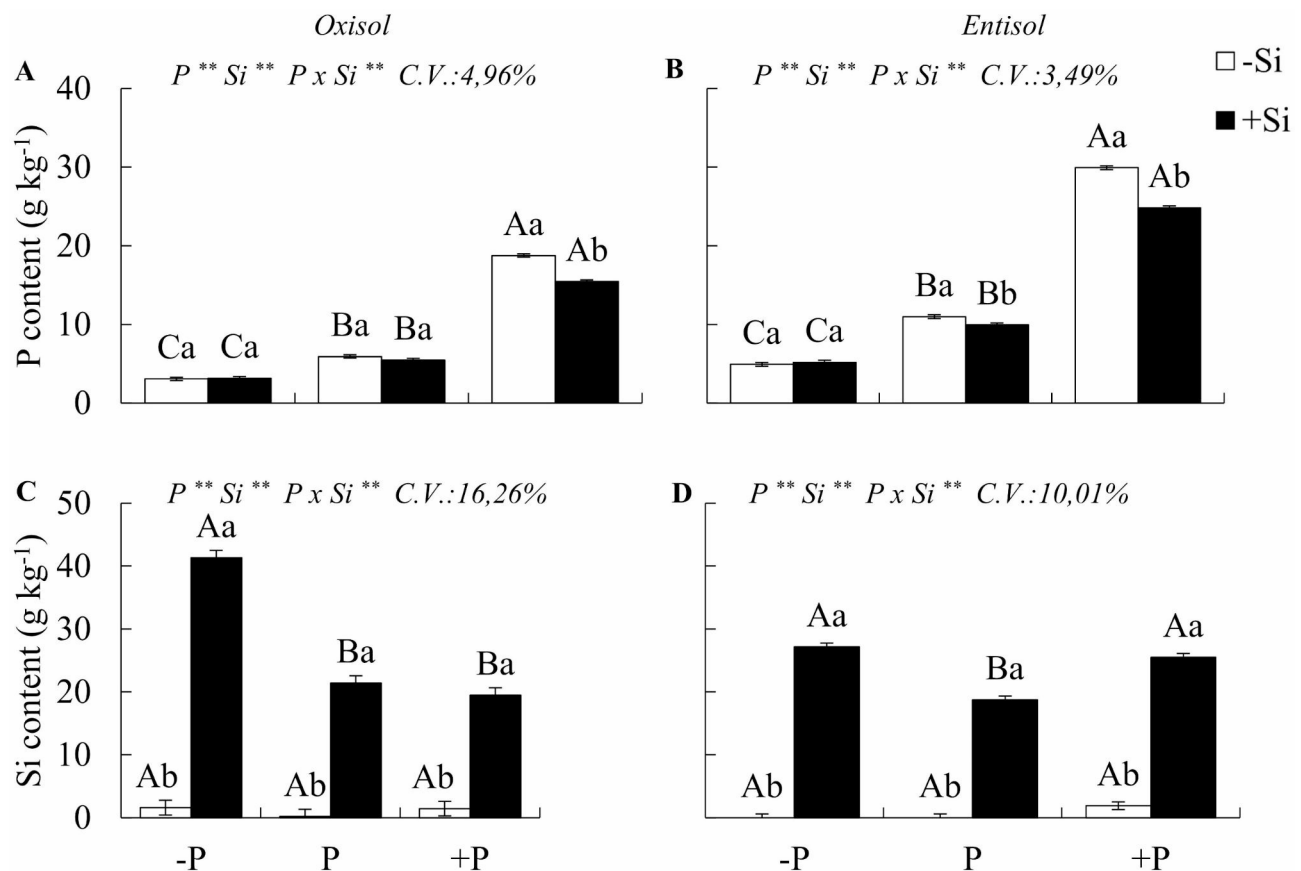 Oxisol
Entisol
A
P ** Si ** P x Si ** C.V.:4,96%
B
P ** Si ** P x Si ** C.V.:3,49%
-Si
+Si
P content (g kg-1)
40
30
20
10
0
Ca Ca
Ba Ba
Aa
Ab
Ca Ca
Ba Bb
Aa
Ab
C
P ** Si ** P x Si ** C.V.:16,26%
D
P ** Si ** P x Si ** C.V.:10,01%
Si content (g kg-1)
50
40
30
20
10
0
Ab
Aa
Ab
Ba
Ab
Ba
Ab
Aa
Ab
Ba
Ab
Aa
-P P +P
-P P +P